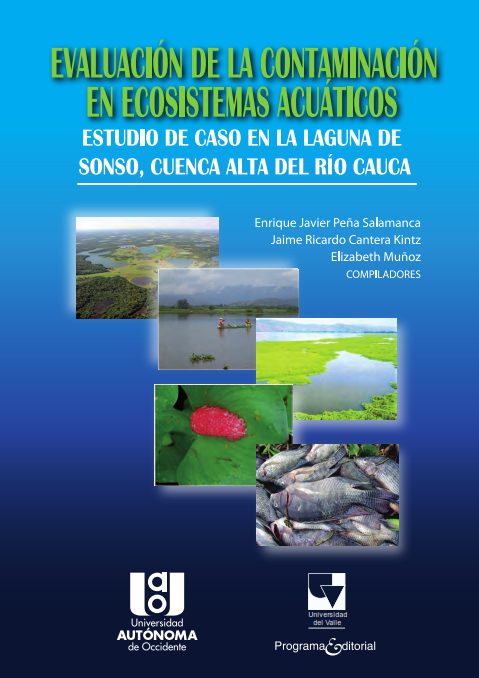 EVALUACIÓN DE LA CONTAMINACIÓN
EN ECOSISTEMAS ACUÁTICOS
ESTUDIO DE CASO EN LA LAGUNA DE
SONSO, CUENCA ALTA DEL RÍO CAUCA
Enrique Javier Peña Salamanca
Jaime Ricardo Cantera Kintz
Elizabeth Muñoz
COMPILADORES
uao
Universidad
AUTÓNOMA
de Occidente
Universidad
del Valle
Programa Editorial